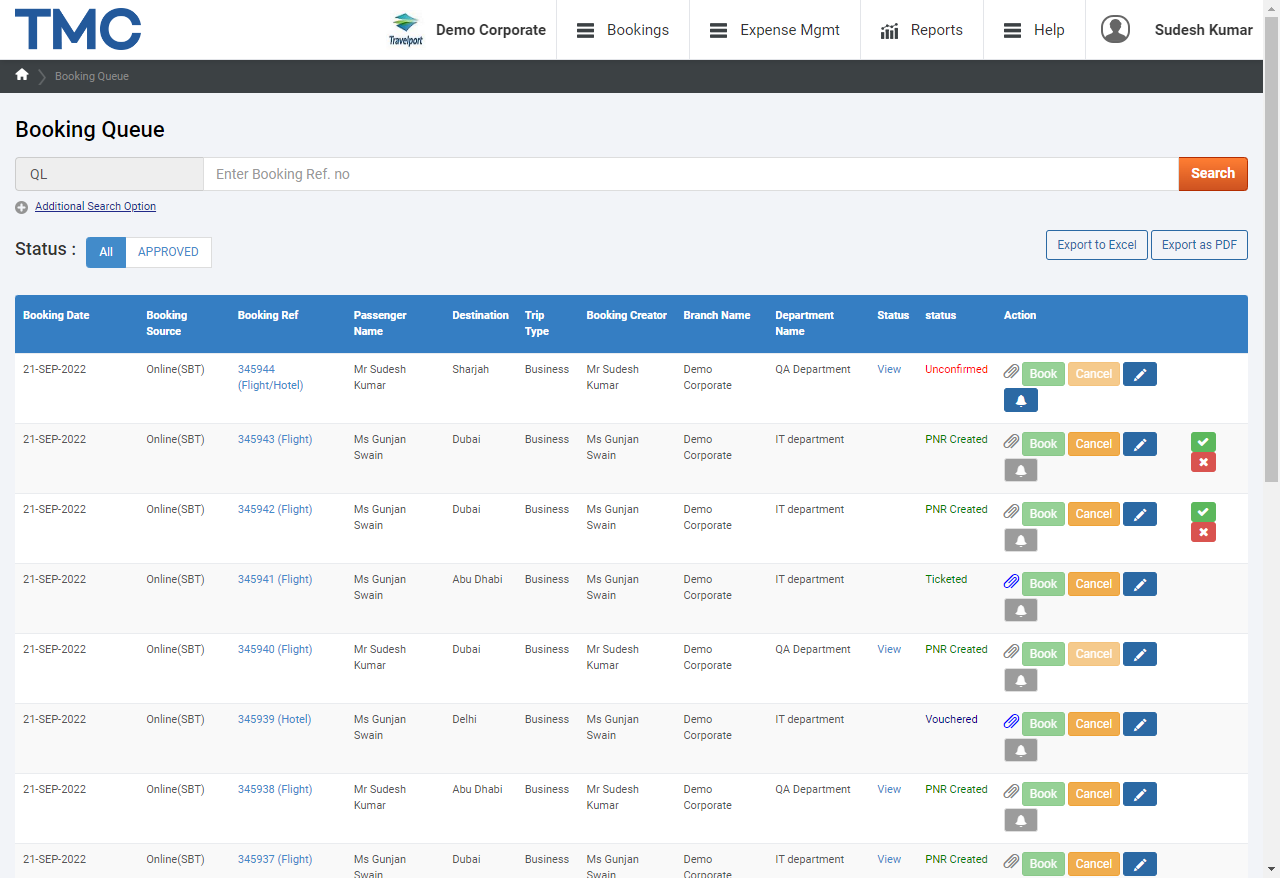 TMC
Travelport
Demo Corporate
Bookings
Expense Mgmt
Reports
Help
Sudesh Kumar
Booking Queue
Booking Queue
QL
Enter Booking Ref. no
Search
Additional Search Option
Status :
All
APPROVED
Export to Excel
Export as PDF
Booking Date
Booking
Source
Booking Ref
Passenger
Name
Destination
Trip
Type
Booking Creator
Branch Name
Department
Name
Status
status
Action
21-SEP-2022
Online(SBT)
345944
(Flight/Hotel)
Mr Sudesh
Kumar
Sharjah
Business
Mr Sudesh
Kumar
Demo
Corporate
QA Department
View
Unconfirmed
Book
Cancel
21-SEP-2022
Online(SBT)
345943 (Flight)
Ms Gunjan
Swain
Dubai
Business
Ms Gunjan
Swain
Demo
Corporate
IT department
PNR Created
Book
Cancel
21-SEP-2022
Online(SBT)
345942 (Flight)
Ms Gunjan
Swain
Dubai
Business
Ms Gunjan
Swain
Demo
Corporate
IT department
PNR Created
Book
Cancel
21-SEP-2022
Online(SBT)
345941 (Flight)
Ms Gunjan
Swain
Abu Dhabi
Business
Ms Gunjan
Swain
Demo
Corporate
IT department
Ticketed
Book
Cancel
21-SEP-2022
Online(SBT)
345940 (Flight)
Mr Sudesh
Kumar
Dubai
Business
Mr Sudesh
Kumar
Demo
Corporate
QA Department
View
PNR Created
Book
Cancel
21-SEP-2022
Online(SBT)
345939 (Hotel)
Ms Gunjan
Swain
Delhi
Business
Ms Gunjan
Swain
Demo
Corporate
IT department
Vouchered
Book
Cancel
21-SEP-2022
Online(SBT)
345938 (Flight)
Mr Sudesh
Kumar
Abu Dhabi
Business
Mr Sudesh
Kumar
Demo
Corporate
QA Department
View
PNR Created
Book
Cancel
21-SEP-2022
Online(SBT)
345937 (Flight)
Ms Gunjan
Swain
Dubai
Business
Ms Gunjan
Swain
Demo
Corporate
IT department
View
PNR Created
Book
Cancel